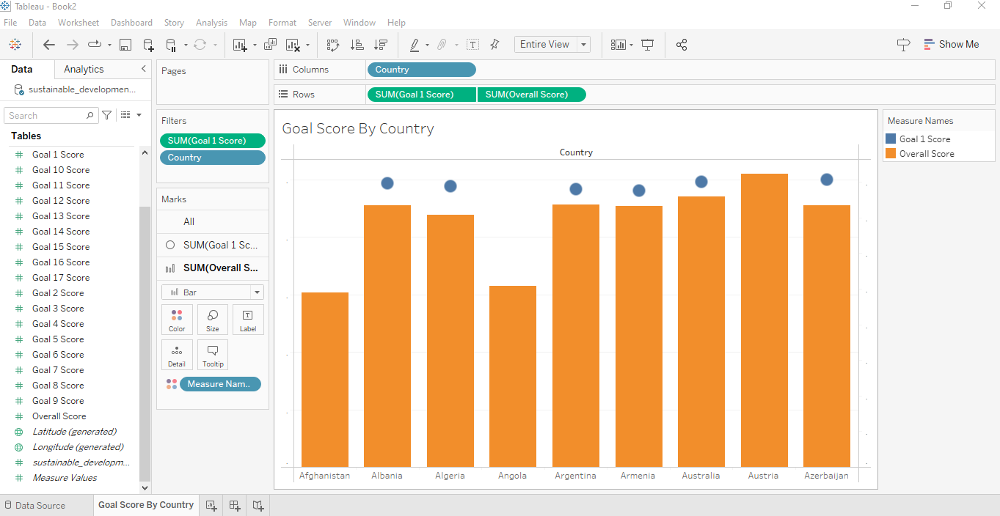 Tableau - Book2
File Data Worksheet Dashboard Story Analysis Map Format Server Window Help
Entire View
Show Me
Data Analytics
sustainable_developmen...
Search
Tables
Goal 1 Score
Goal 10 Score
Goal 11 Score
Goal 12 Score
Goal 13 Score
Goal 14 Score
Goal 15 Score
Goal 16 Score
Goal 17 Score
Goal 2 Score
Goal 3 Score
Goal 4 Score
Goal 5 Score
Goal 6 Score
Goal 7 Score
Goal 8 Score
Goal 9 Score
Overall Score
Latitude (generated)
Longitude (generated)
sustainable_developm...
Measure Values
Pages
Filters
SUM(Goal 1 Score)
Country
Marks
All
SUM(Goal 1 Sc...
SUM(Overall S...
Bar
Color Size Label
Detail Tooltip
Measure Nam..
Columns Country
Rows SUM(Goal 1 Score) SUM(Overall Score)
Goal Score By Country
Country
Afghanistan Albania Algeria Angola Argentina Armenia Australia Austria Azerbaijan
Measure Names
Goal 1 Score
Overall Score
Data Source Goal Score By Country